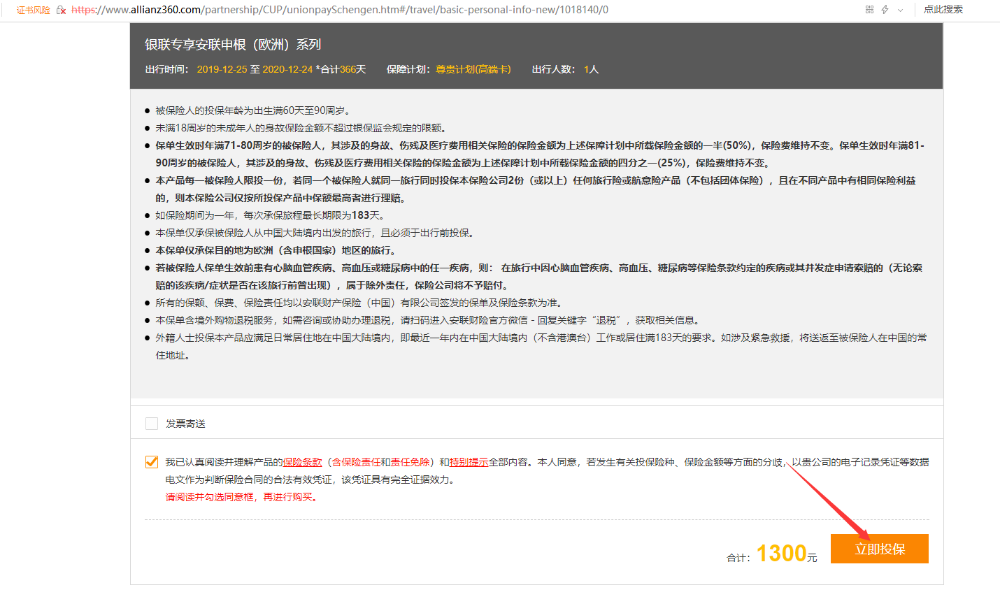 证书风险 https://www.allianz360.com/partnership/CUP/unionpaySchengen.htm#/travel/basic-personal-info-new/1018140/0 点此搜索
银联专享安联申根（欧洲）系列
出行时间： 2019-12-25 至 2020-12-24 *合计366天 保障计划：尊贵计划(高端卡) 出行人数： 1人
● 被保险人的投保年龄为出生满60天至90周岁。
● 未满18周岁的未成年人的身故保险金额不超过银保监会规定的限额。
● 保单生效时年满71-80周岁的被保险人，其涉及的身故、伤残及医疗费用相关保险的保险金额为上述保障计划中所载保险金额的一半(50%)，保险费维持不变。保单生效时年满81-
90周岁的被保险人，其涉及的身故、伤残及医疗费用相关保险的保险金额为上述保障计划中所载保险金额的四分之一(25%)，保险费维持不变。
● 本产品每一被保险人限投一份，若同一个被保险人就同一旅行同时投保本保险公司2份（或以上）任何旅行险或航意险产品（不包括团体保险），且在不同产品中有相同保险利益
的，则本保险公司仅按所投保产品中保额最高者进行理赔。
● 如保险期间为一年，每次承保旅程最长期限为183天。
● 本保单仅承保被保险人从中国大陆境内出发的旅行，且必须于出行前投保。
● 本保单仅承保目的地为欧洲（含申根国家）地区的旅行。
● 若被保险人保单生效前患有心脑血管疾病、高血压或糖尿病中的任一疾病，则： 在旅行中因心脑血管疾病、高血压、糖尿病等保险条款约定的疾病或其并发症申请索赔的（无论索
赔的该疾病/症状是否在该旅行前曾出现），属于除外责任，保险公司将不予赔付。
● 所有的保额、保费、保险责任均以安联财产保险（中国）有限公司签发的保单及保险条款为准。
● 本保单含境外购物退税服务，如需咨询或协助办理退税，请扫码进入安联财险官方微信 - 回复关键字“退税”，获取相关信息。
● 外籍人士投保本产品应满足日常居住地在中国大陆境内，即最近一年内在中国大陆境内（不含港澳台）工作或居住满183天的要求。如涉及紧急救援，将送返至被保险人在中国的常
住地址。
发票寄送
我已认真阅读并理解产品的保险条款（含保险责任和责任免除）和特别提示全部内容。本人同意，若发生有关投保险种、保险金额等方面的分歧，以贵公司的电子记录凭证等数据
电文作为判断保险合同的合法有效凭证，该凭证具有完全证据效力。
请阅读并勾选同意框，再进行购买。
合计：1300元 立即投保